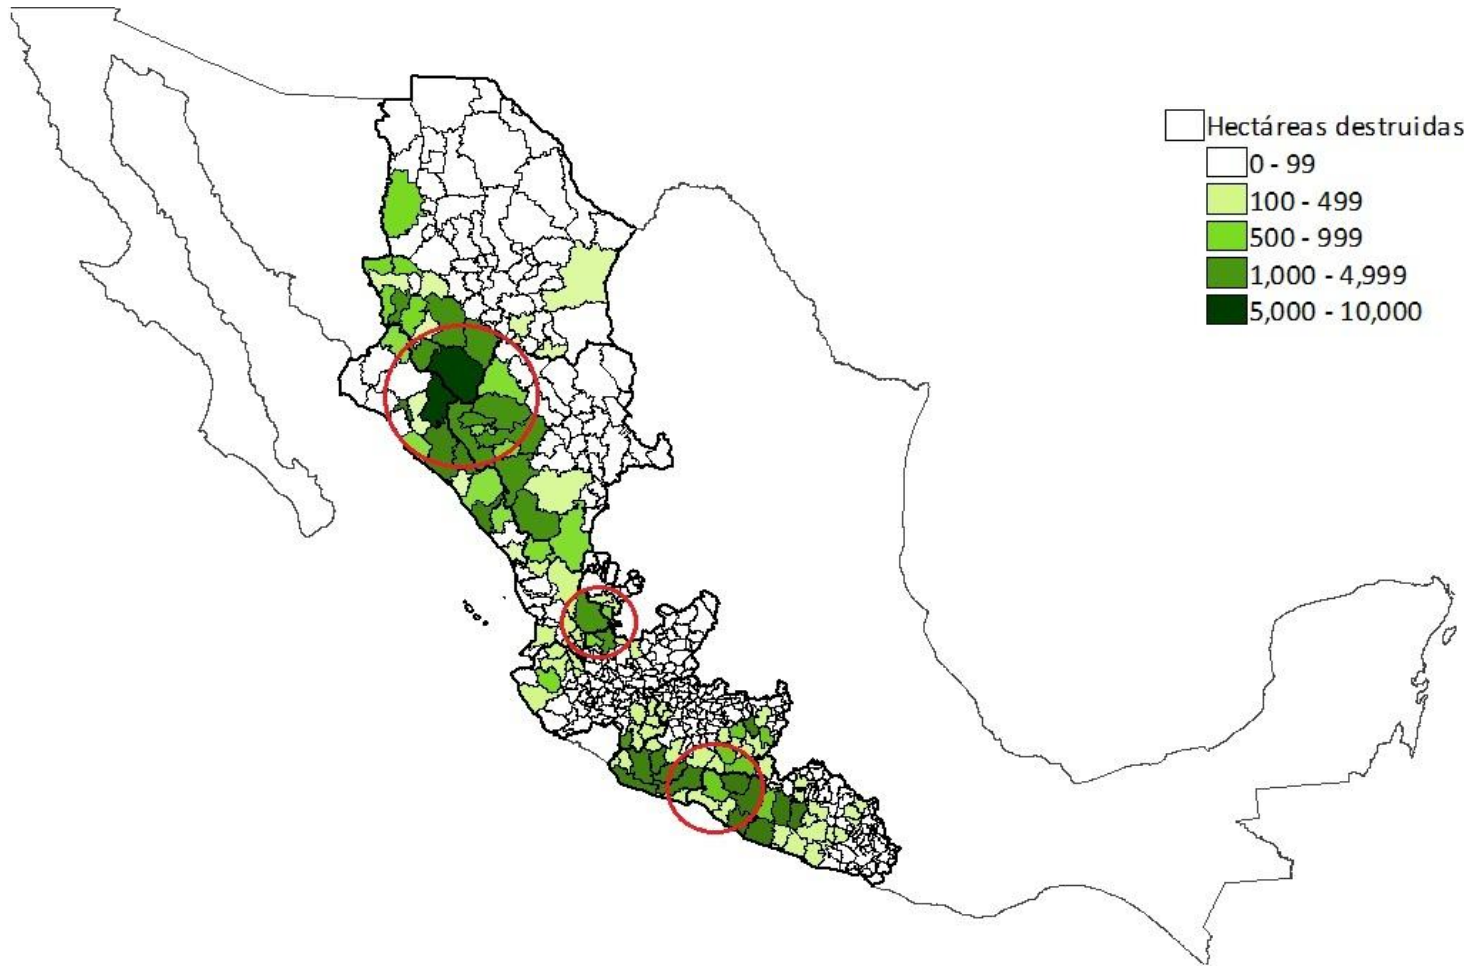 Hectáreas destruidas
0 - 99
100 - 499
500 - 999
1,000 - 4,999
5,000 - 10,000